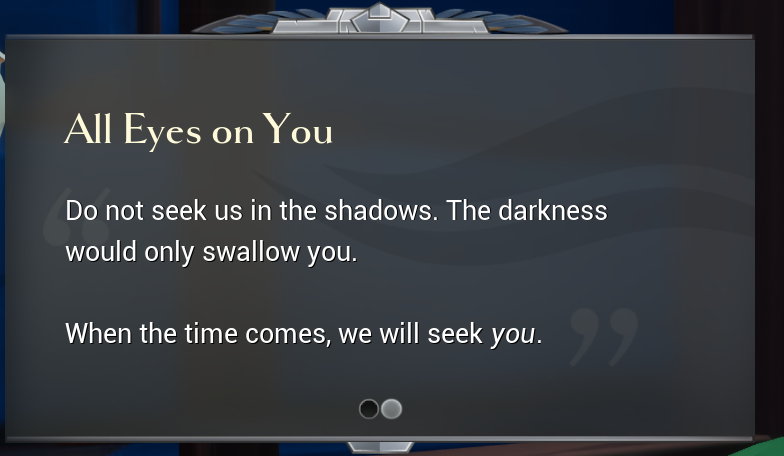 All Eyes on You
Do not seek us in the shadows. The darkness
would only swallow you.
When the time comes, we will seek you.